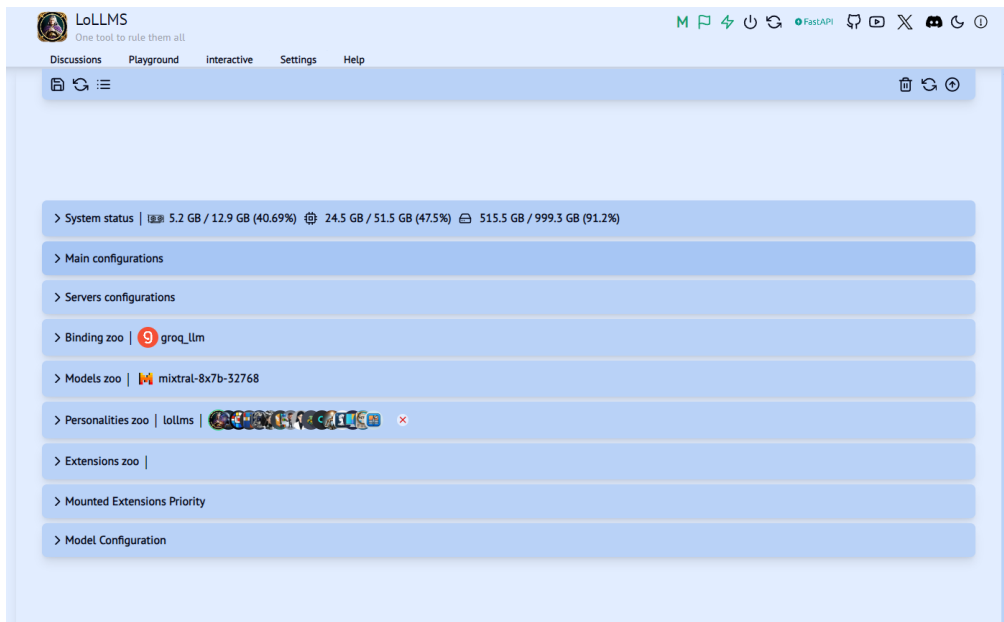 LoLLMS
One tool to rule them all
M FastAPI
Discussions Playground interactive Settings Help
System status | 5.2 GB / 12.9 GB (40.69%) 24.5 GB / 51.5 GB (47.5%) 515.5 GB / 999.3 GB (91.2%)
Main configurations
Servers configurations
Binding zoo | groq_llm
Models zoo | mixtral-8x7b-32768
Personalities zoo | lollms |
Extensions zoo |
Mounted Extensions Priority
Model Configuration